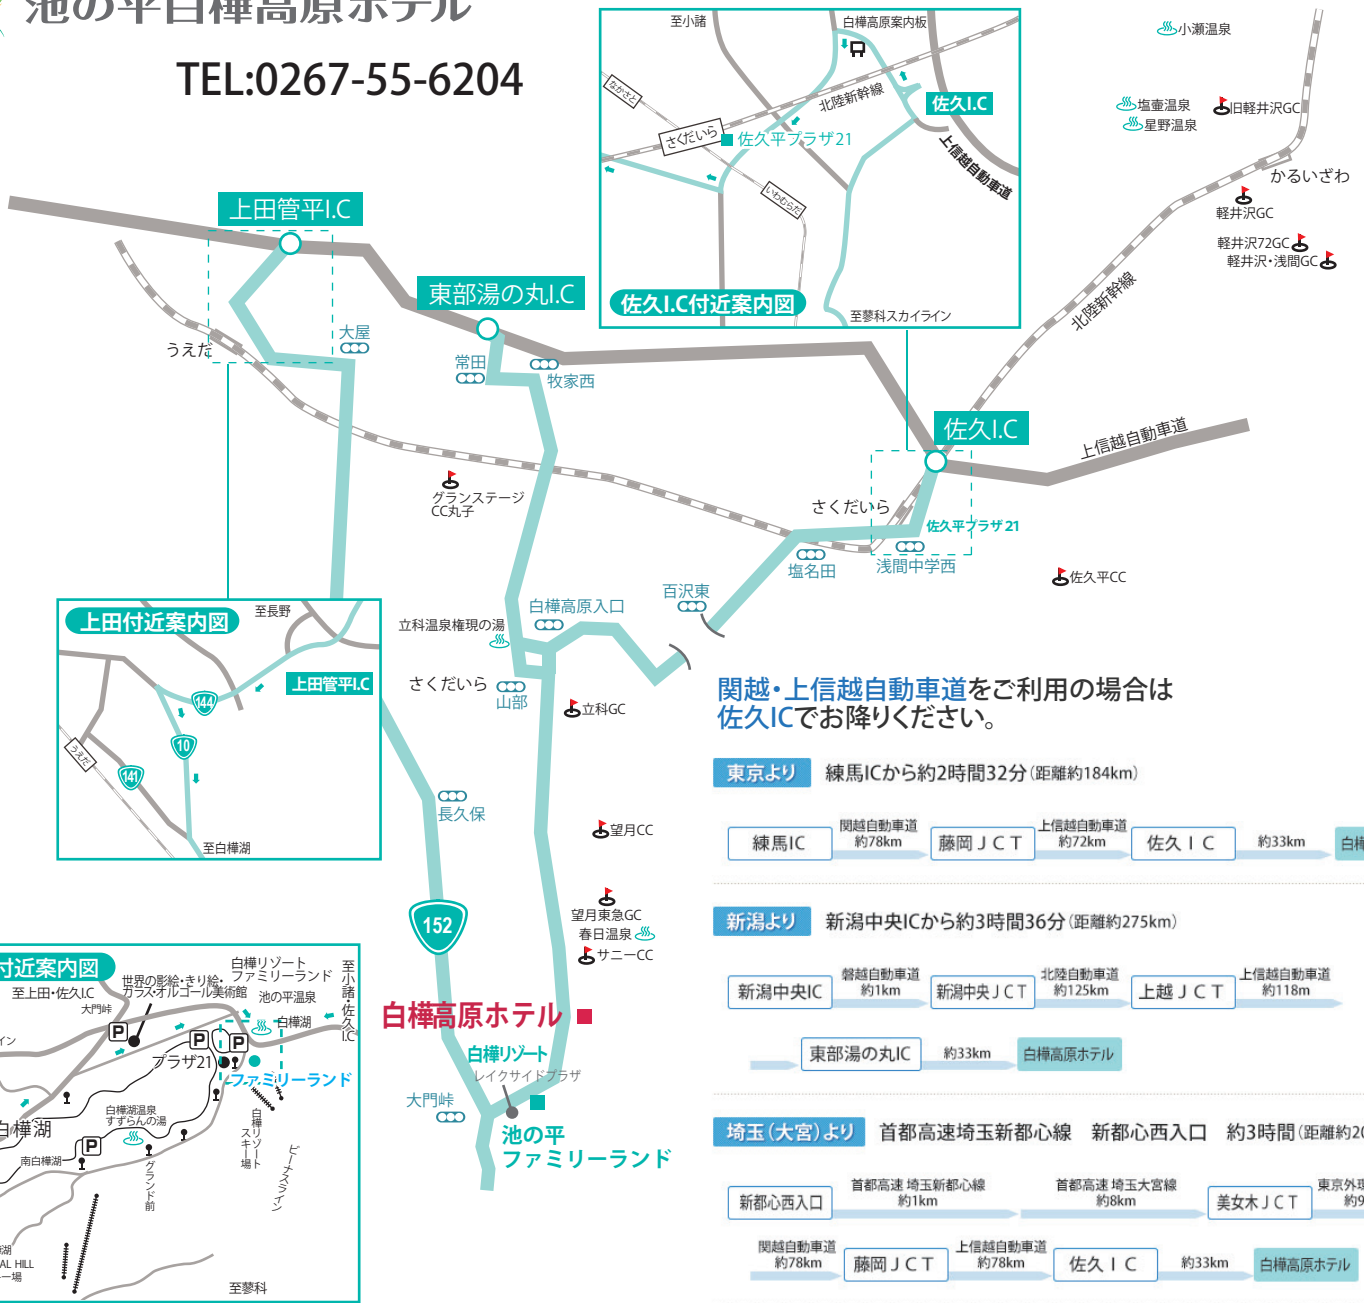 池の平白樺高原ホテル
TEL:0267-55-6204
至小諸
白樺高原案内板
なかさと
北陸新幹線
佐久I.C
さくだいら
佐久平プラザ21
上信越自動車道
いわむらだ
佐久I.C付近案内図
至蓼科スカイライン
小瀬温泉
塩壷温泉
星野温泉
旧軽井沢GC
かるいざわ
軽井沢GC
軽井沢72GC
軽井沢・浅間GC
北陸新幹線
上田管平I.C
東部湯の丸I.C
うえだ
大屋
常田
牧家西
佐久I.C
上信越自動車道
グランステージ
CC丸子
さくだいら
佐久平プラザ21
塩名田
浅間中学西
佐久平CC
百沢東
白樺高原入口
立科温泉権現の湯
さくだいら
山部
立科GC
上田付近案内図
至長野
上田管平I.C
144
10
141
うえだ
至白樺湖
長久保
望月CC
152
望月東急GC
春日温泉
サニーCC
白樺高原ホテル
白樺リゾート
レイクサイドプラザ
大門峠
池の平
ファミリーランド
付近案内図
至上田・佐久I.C
大門峠
世界の影絵・きり絵・
ガラス・オルゴール美術館
白樺リゾート
ファミリーランド
池の平温泉
白樺湖
至小諸・佐久I.C
イン
P
P
P
プラザ21
ファミリーランド
白樺湖
白樺湖温泉
すずらんの湯
P
南白樺湖
グランド前
白樺リゾート
スキー場
ビーナスライン
湖
AL HILL
ー場
至蓼科
関越・上信越自動車道をご利用の場合は
佐久ICでお降りください。
東京より 練馬ICから約2時間32分(距離約184km)
練馬IC 関越自動車道 約78km 藤岡JCT 上信越自動車道 約72km 佐久IC 約33km 白樺
新潟より 新潟中央ICから約3時間36分(距離約275km)
新潟中央IC 磐越自動車道 約1km 新潟中央JCT 北陸自動車道 約125km 上越JCT 上信越自動車道 約118m
東部湯の丸IC 約33km 白樺高原ホテル
埼玉(大宮)より 首都高速埼玉新都心線 新都心西入口 約3時間(距離約20
新都心西入口 首都高速 埼玉新都心線 約1km 首都高速 埼玉大宮線 約8km 美女木JCT 東京外環 約9
関越自動車道 約78km 藤岡JCT 上信越自動車道 約78km 佐久IC 約33km 白樺高原ホテル